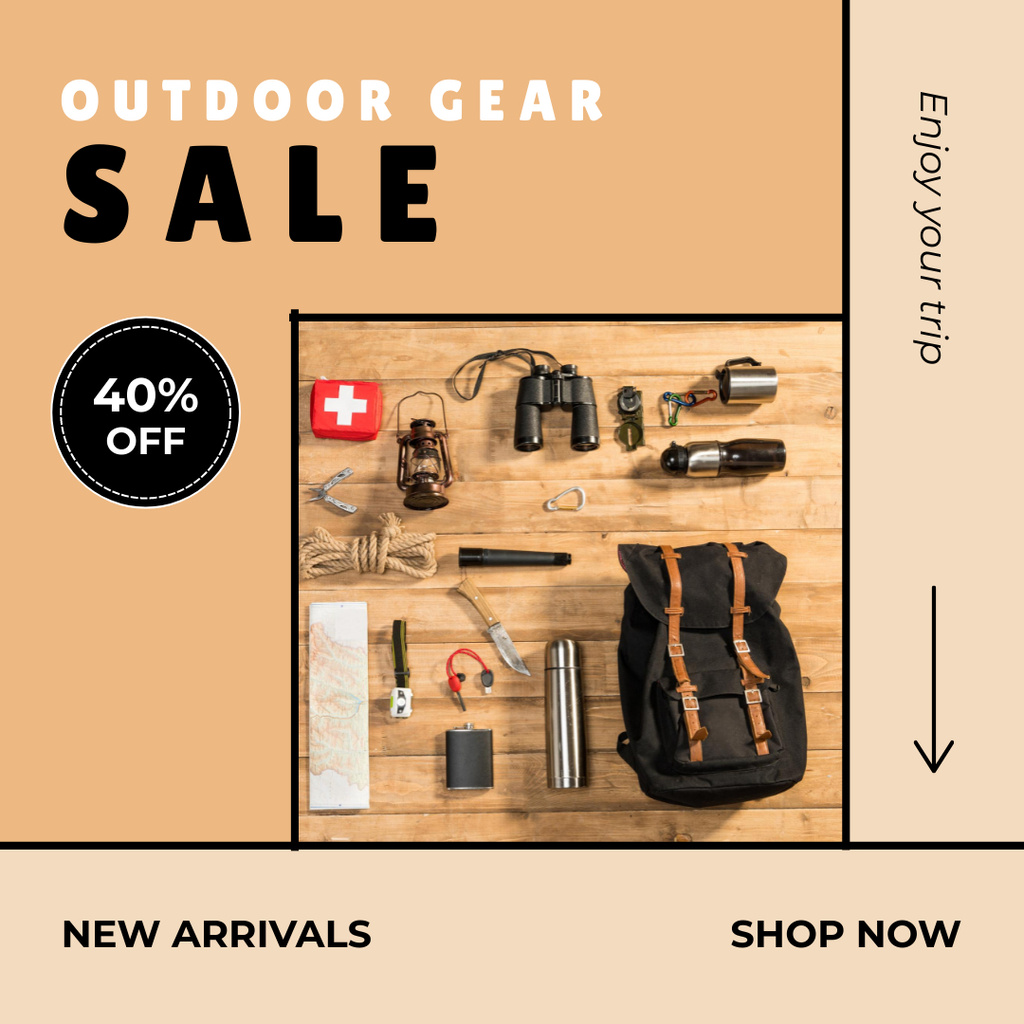 OUTDOOR GEAR
SALE
Enjoy your trip
40%
OFF
NEW ARRIVALS
SHOP NOW